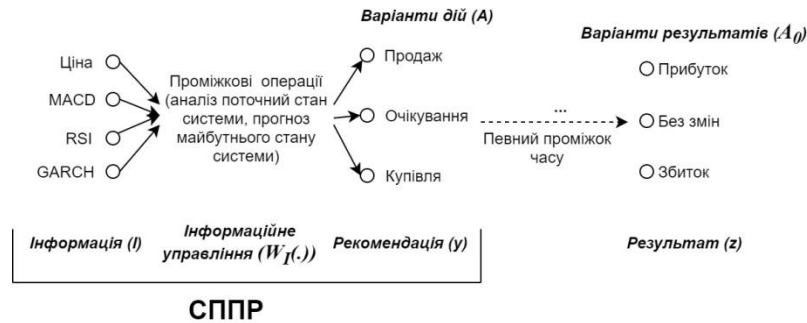 Варіанти дій (A)
Варіанти результатів (A₀)
Ціна
MACD
RSI
GARCH
Проміжкові операції
(аналіз поточний стан
системи, прогноз
майбутнього стану
системи)
Продаж
Очікування
Купівля
...
Певний проміжок
часу
Прибуток
Без змін
Збиток
Інформація (I)
Інформаційне
управління (W_I(.))
Рекомендація (y)
Результат (z)
СППР